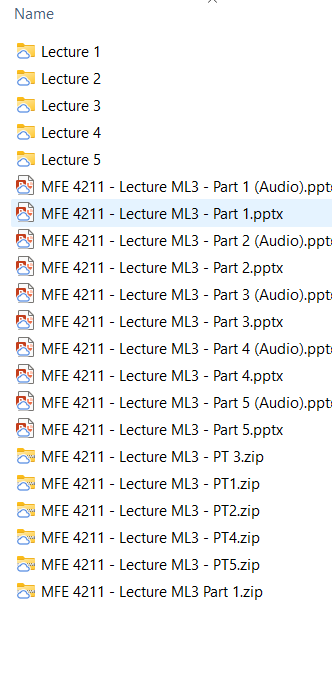 Name
Lecture 1
Lecture 2
Lecture 3
Lecture 4
Lecture 5
MFE 4211 - Lecture ML3 - Part 1 (Audio).ppt
MFE 4211 - Lecture ML3 - Part 1.pptx
MFE 4211 - Lecture ML3 - Part 2 (Audio).ppt
MFE 4211 - Lecture ML3 - Part 2.pptx
MFE 4211 - Lecture ML3 - Part 3 (Audio).ppt
MFE 4211 - Lecture ML3 - Part 3.pptx
MFE 4211 - Lecture ML3 - Part 4 (Audio).ppt
MFE 4211 - Lecture ML3 - Part 4.pptx
MFE 4211 - Lecture ML3 - Part 5 (Audio).ppt
MFE 4211 - Lecture ML3 - Part 5.pptx
MFE 4211 - Lecture ML3 - PT 3.zip
MFE 4211 - Lecture ML3 - PT1.zip
MFE 4211 - Lecture ML3 - PT2.zip
MFE 4211 - Lecture ML3 - PT4.zip
MFE 4211 - Lecture ML3 - PT5.zip
MFE 4211 - Lecture ML3 Part 1.zip